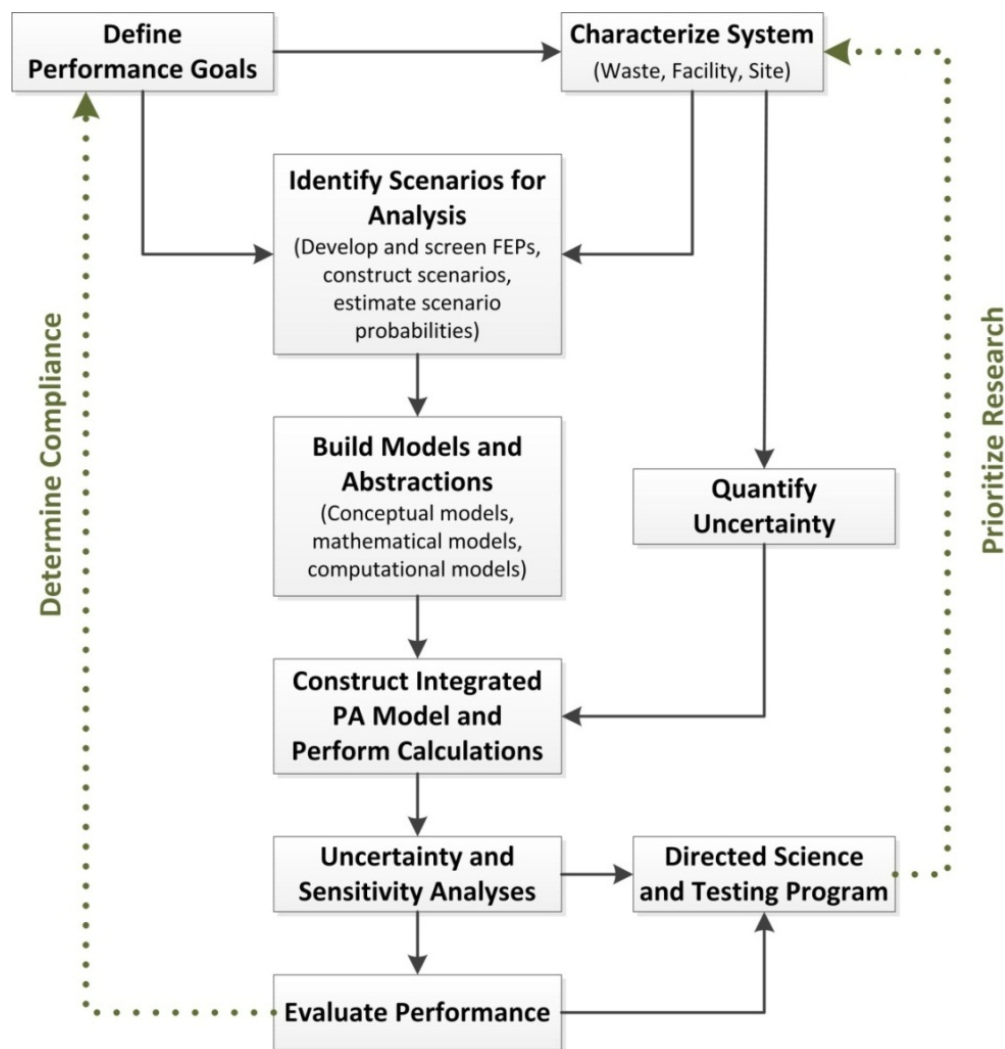 Define
Performance Goals
Characterize System
(Waste, Facility, Site)
Identify Scenarios for
Analysis
(Develop and screen FEPs,
construct scenarios,
estimate scenario
probabilities)
Build Models and
Abstractions
(Conceptual models,
mathematical models,
computational models)
Quantify
Uncertainty
Construct Integrated
PA Model and
Perform Calculations
Uncertainty and
Sensitivity Analyses
Directed Science
and Testing Program
Evaluate Performance
Determine Compliance
Prioritize Research